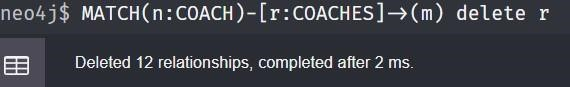 neo4j$ MATCH(n:COACH)-[r:COACHES]→(m) delete r
Deleted 12 relationships, completed after 2 ms.